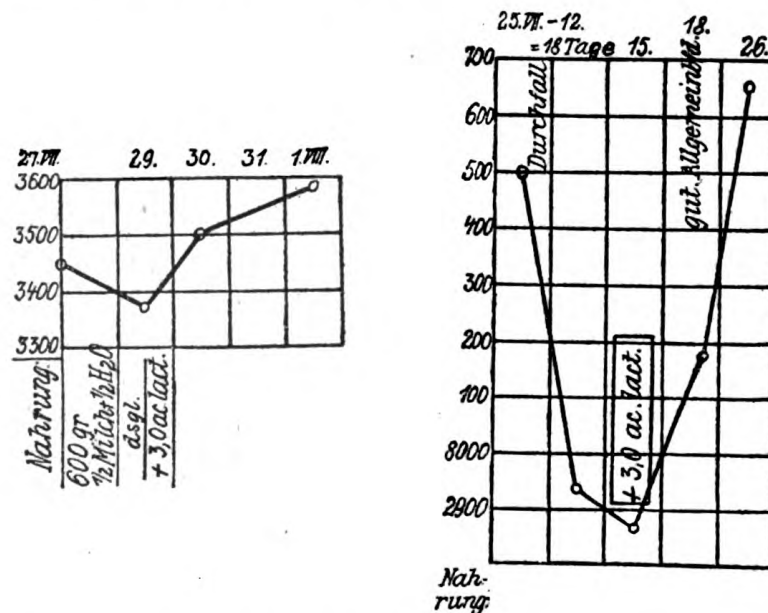 27.VII. 29. 30. 31. 1.VIII.
3600
3500
3400
3300
Nahrung:
600 gr
½ Milch + ½ H2O
dsgl.
+ 3,0 ac lact.
25.VII.-12. 18. 26.
= 18 Tage 15.
700
600
500
400
300
200
100
8000
2900
Durchfall
+ 3,0 ac. lact.
gut. Allgemeinbfd.
Nah-
rung: